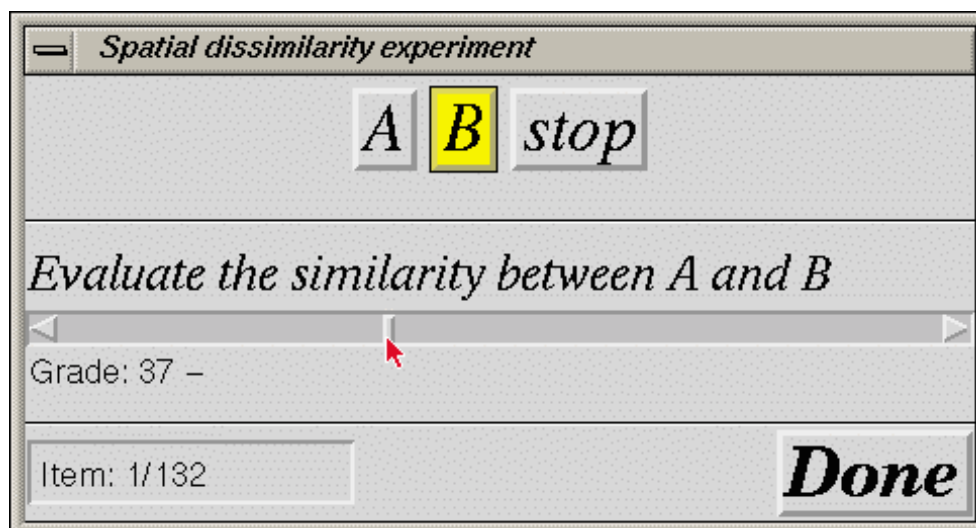 Spatial dissimilarity experiment
A B stop
Evaluate the similarity between A and B
Grade: 37 –
Item: 1/132
Done